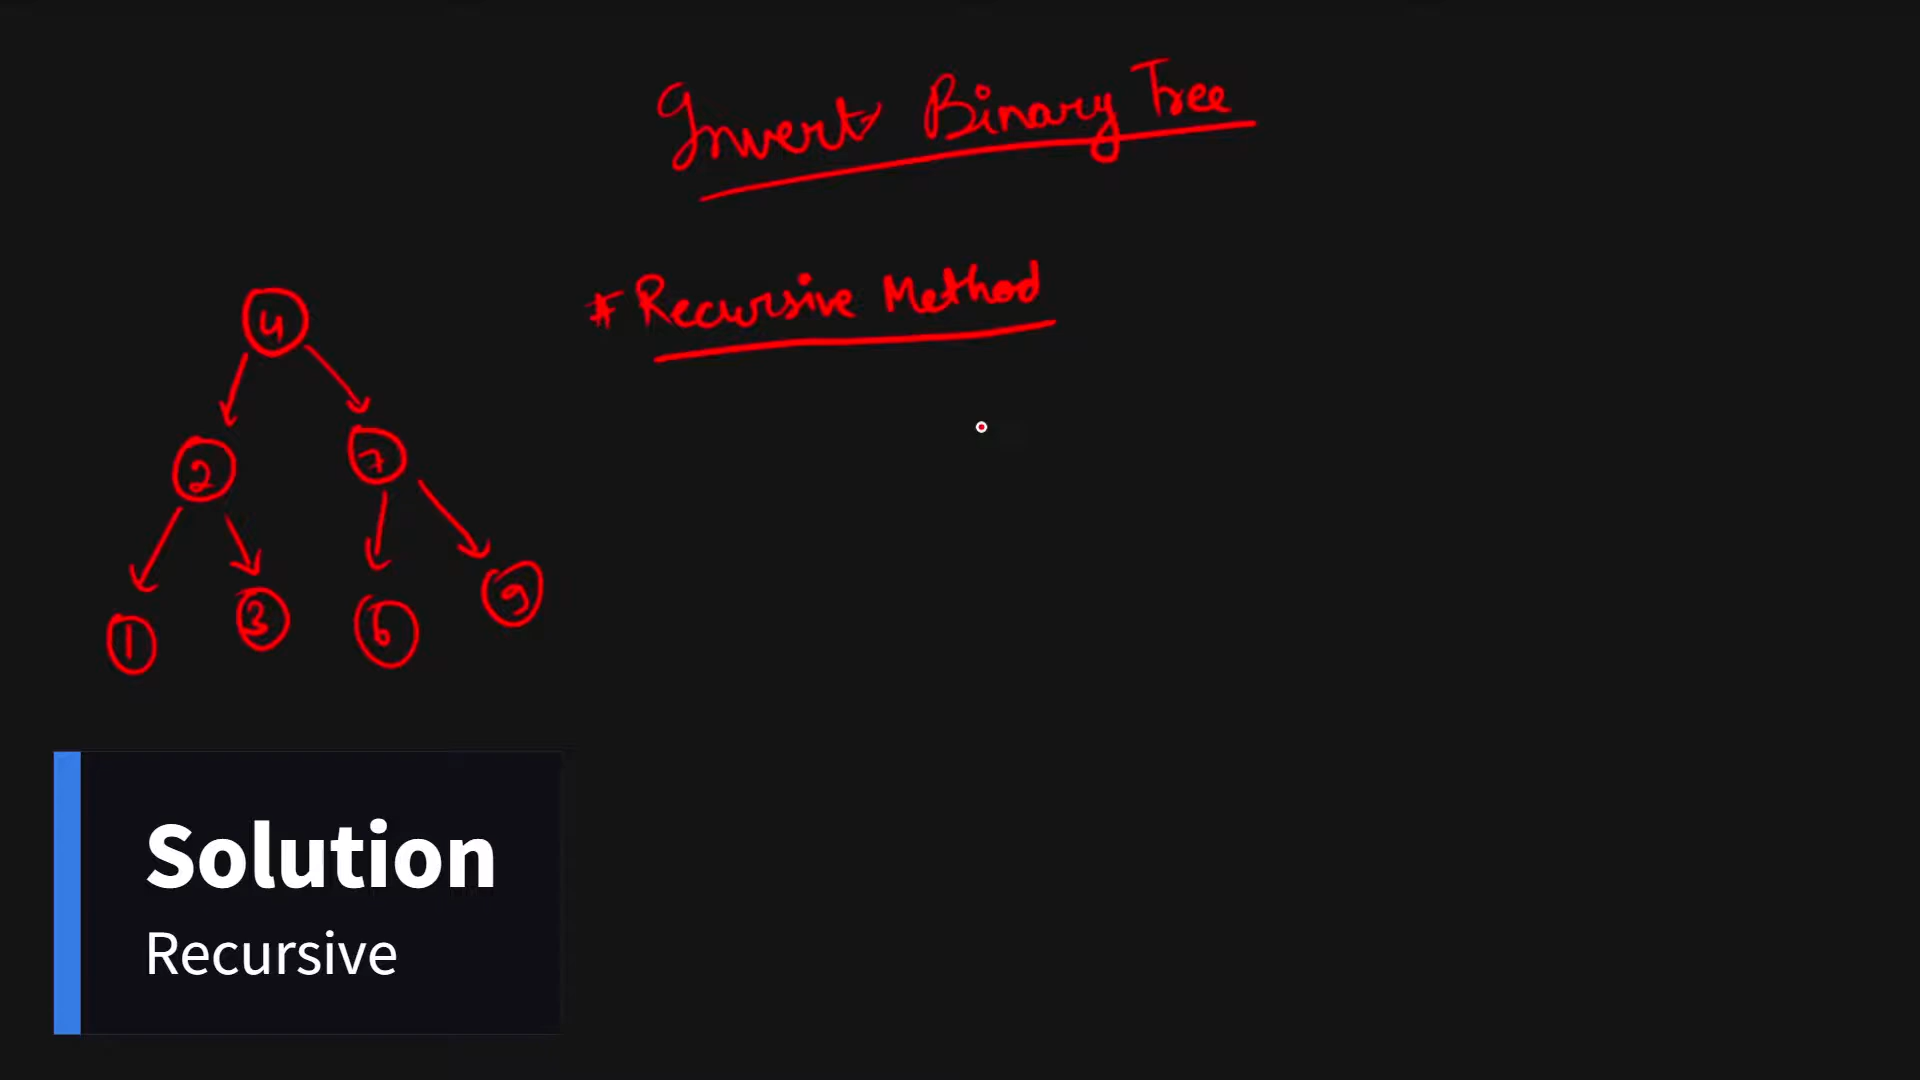 Invert Binary Tree
* Recursive Method
4
2
7
1
3
6
9
Solution
Recursive